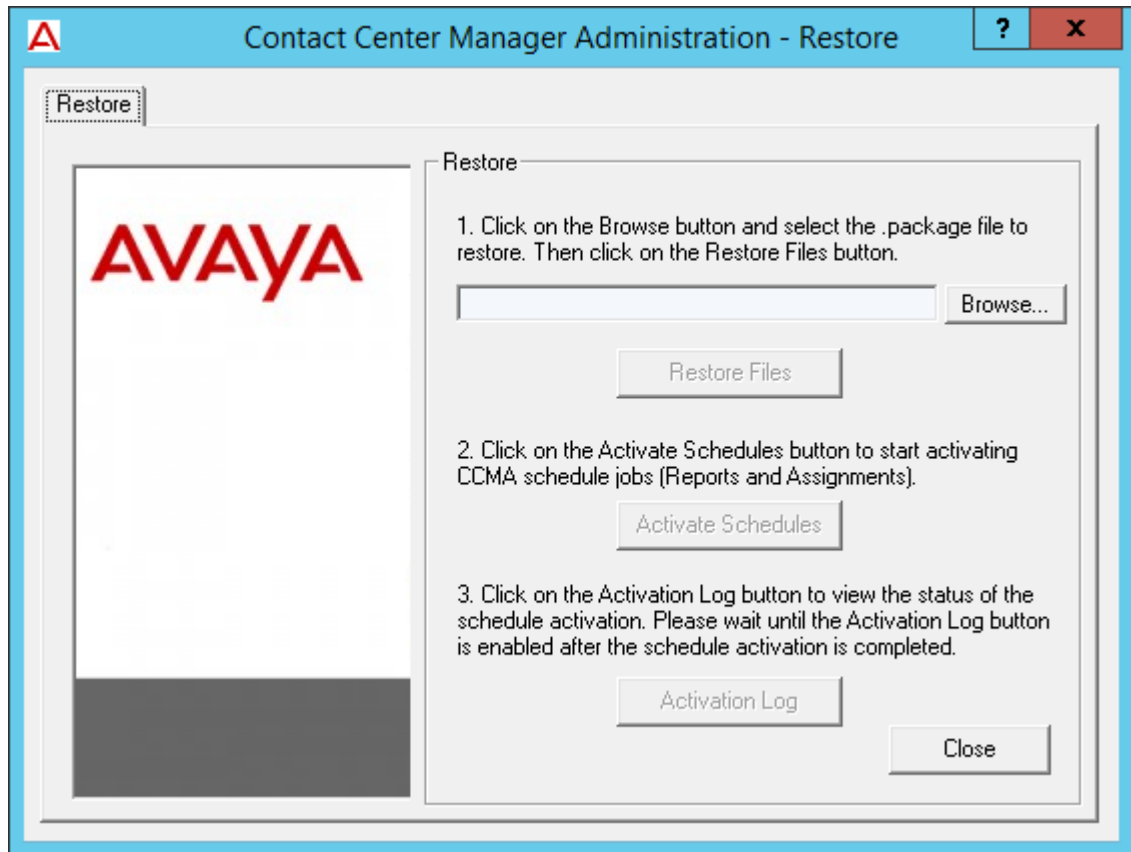 Contact Center Manager Administration - Restore
?
x
Restore
AVAYA
Restore
1. Click on the Browse button and select the .package file to
restore. Then click on the Restore Files button.
Browse...
Restore Files
2. Click on the Activate Schedules button to start activating
CCMA schedule jobs (Reports and Assignments).
Activate Schedules
3. Click on the Activation Log button to view the status of the
schedule activation. Please wait until the Activation Log button
is enabled after the schedule activation is completed.
Activation Log
Close